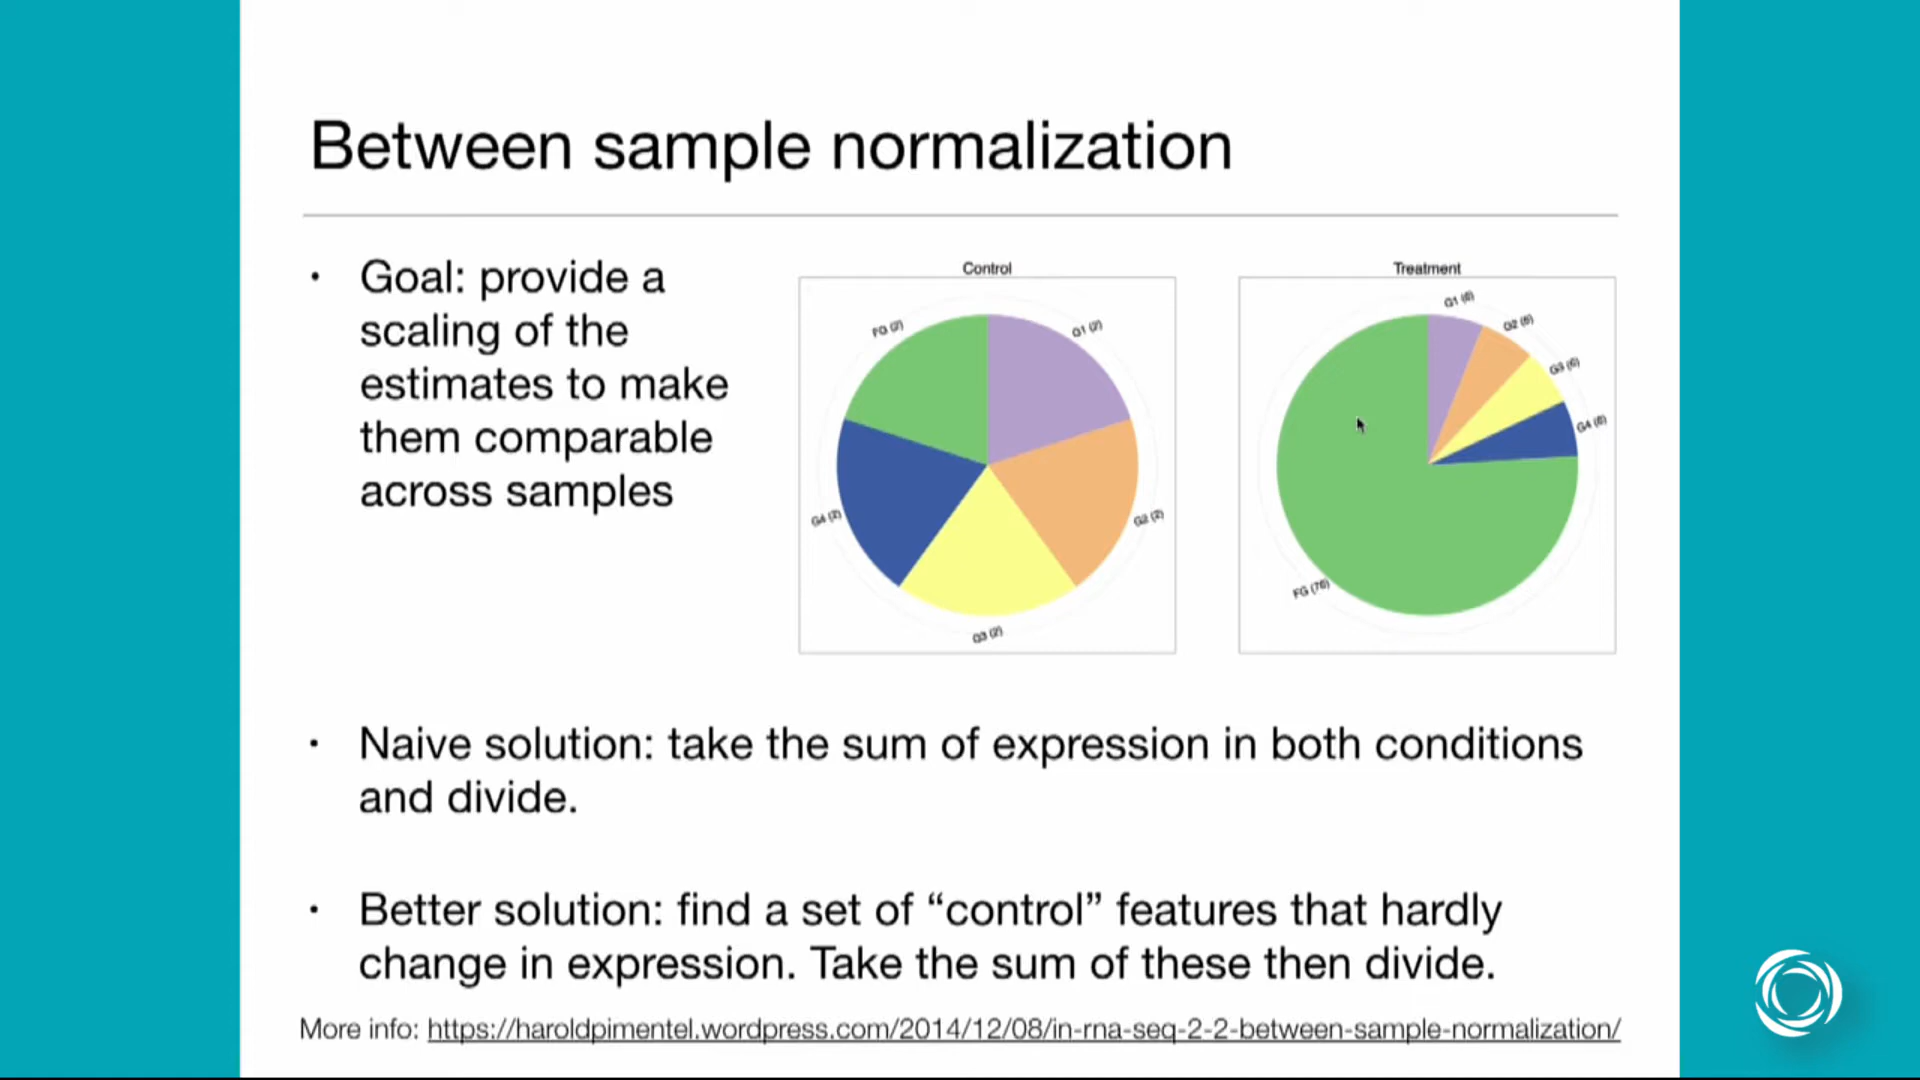 Between sample normalization
• Goal: provide a
scaling of the
estimates to make
them comparable
across samples
Control
FG (2)
G1 (2)
G4 (2)
G2 (2)
G3 (2)
Treatment
G1 (6)
G2 (6)
G3 (6)
G4 (6)
FG (76)
• Naive solution: take the sum of expression in both conditions
and divide.
• Better solution: find a set of “control” features that hardly
change in expression. Take the sum of these then divide.
More info: https://haroldpimentel.wordpress.com/2014/12/08/in-rna-seq-2-2-between-sample-normalization/